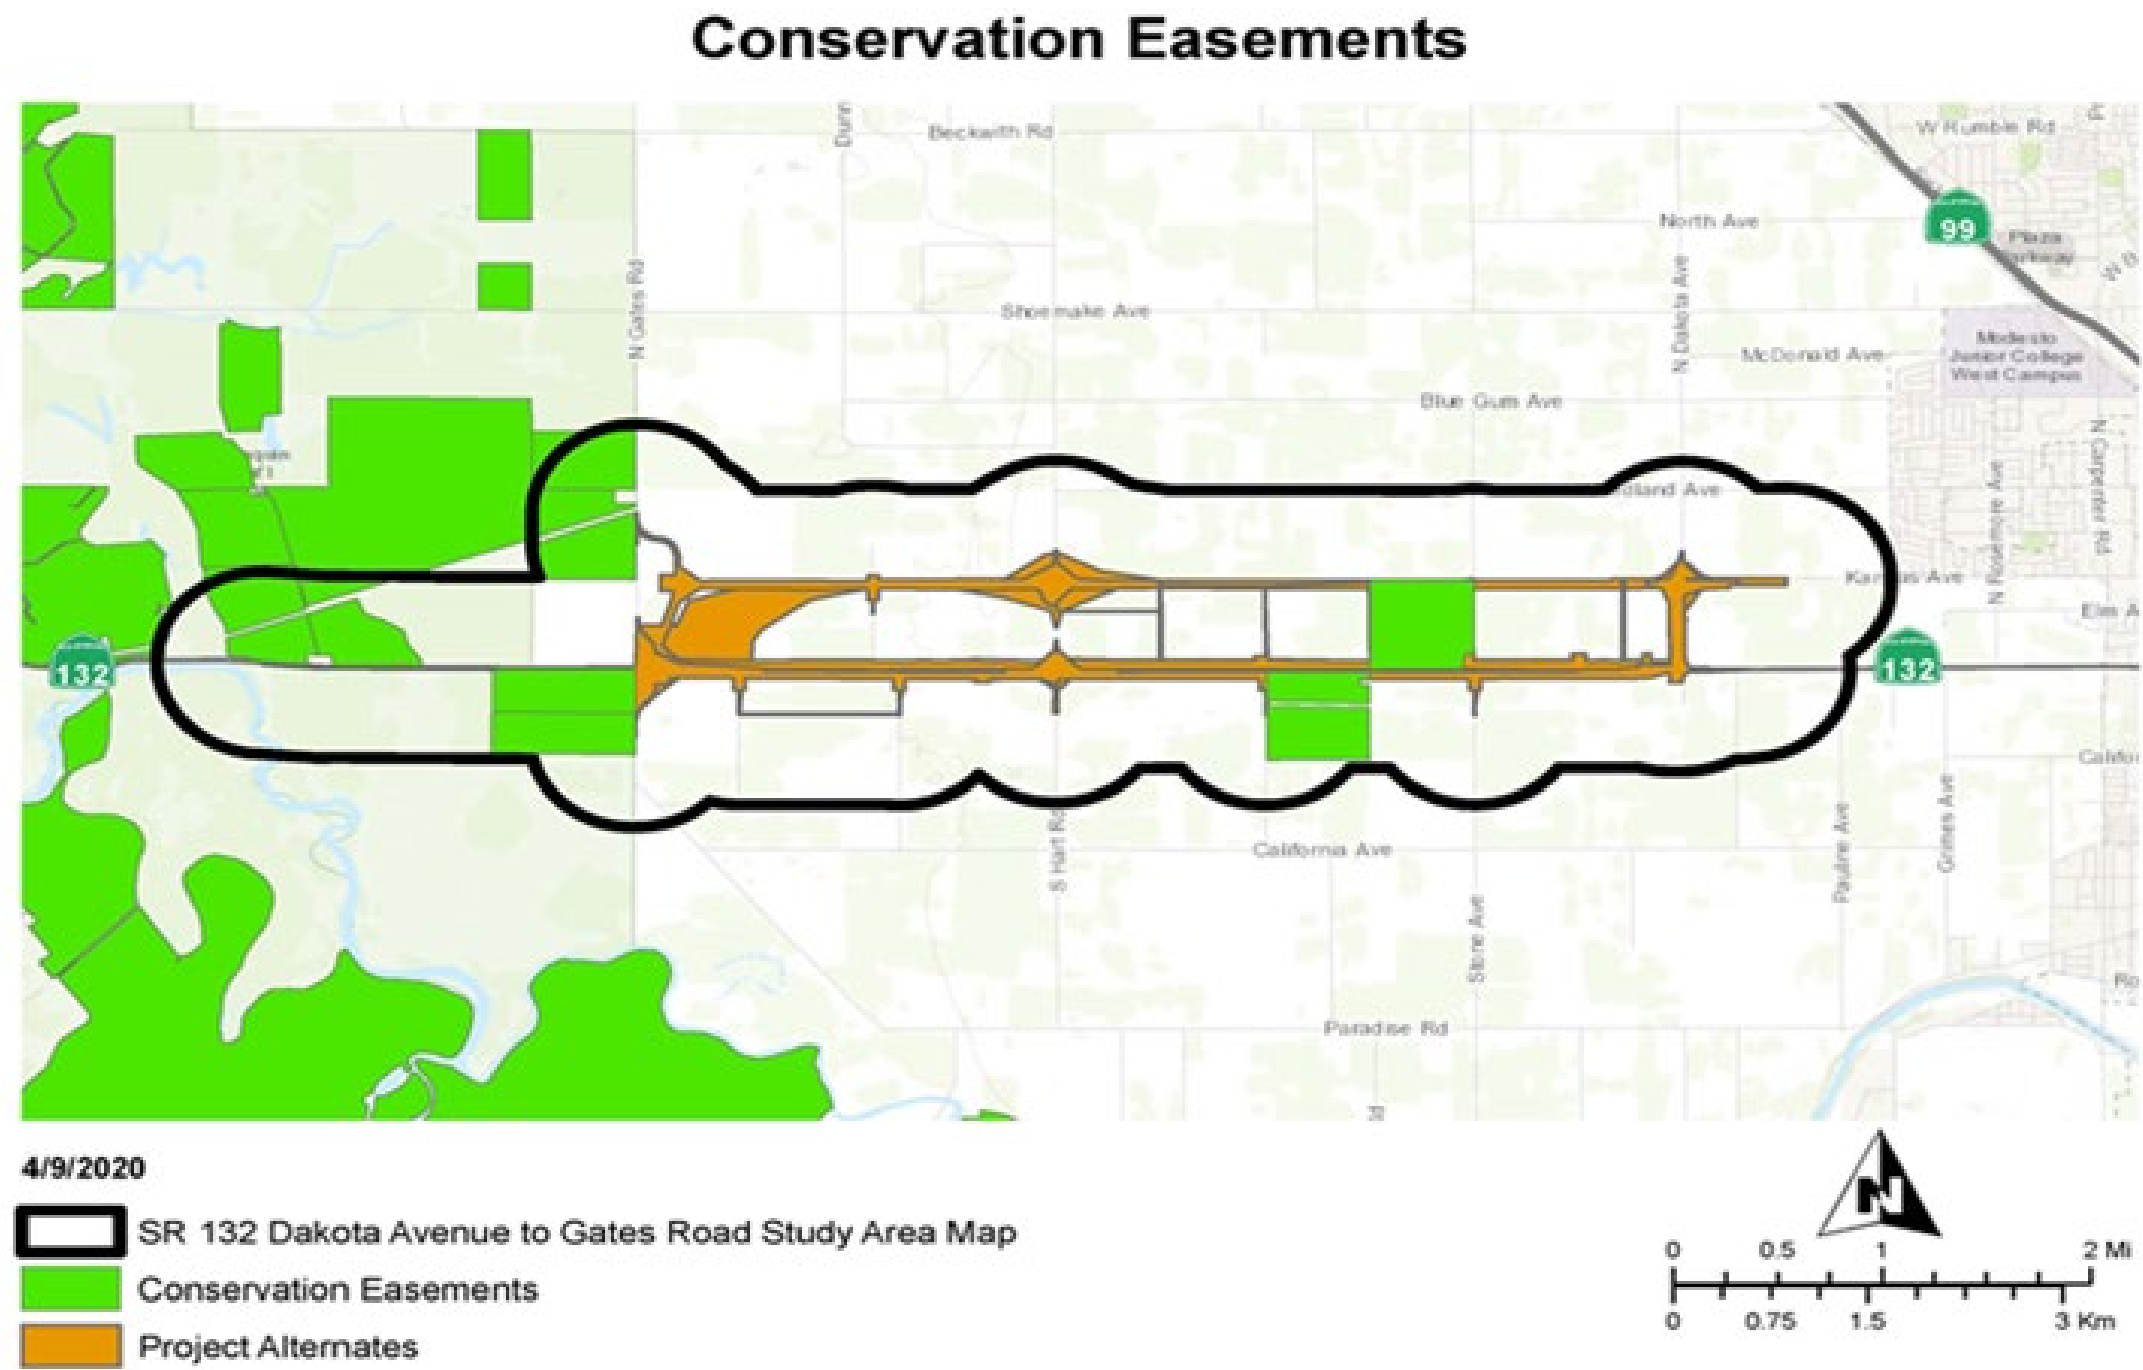 Conservation Easements
Dunn
Beckwith Rd
W Rumble Rd
North Ave
99
Plaza
Parkway
N Gates Rd
Shoemake Ave
N Dakota Ave
McDonald Ave
Modesto
Junior College
West Campus
Blue Gum Ave
N Carpenter Rd
N Rosemore Ave
Kansas Ave
Elm A
132
132
Califor
S Hart Rd
California Ave
Pauline Ave
Grimes Ave
Stone Ave
Paradise Rd
4/9/2020
SR 132 Dakota Avenue to Gates Road Study Area Map
Conservation Easements
Project Alternates
N
0 0.5 1 2 Mi
0 0.75 1.5 3 Km